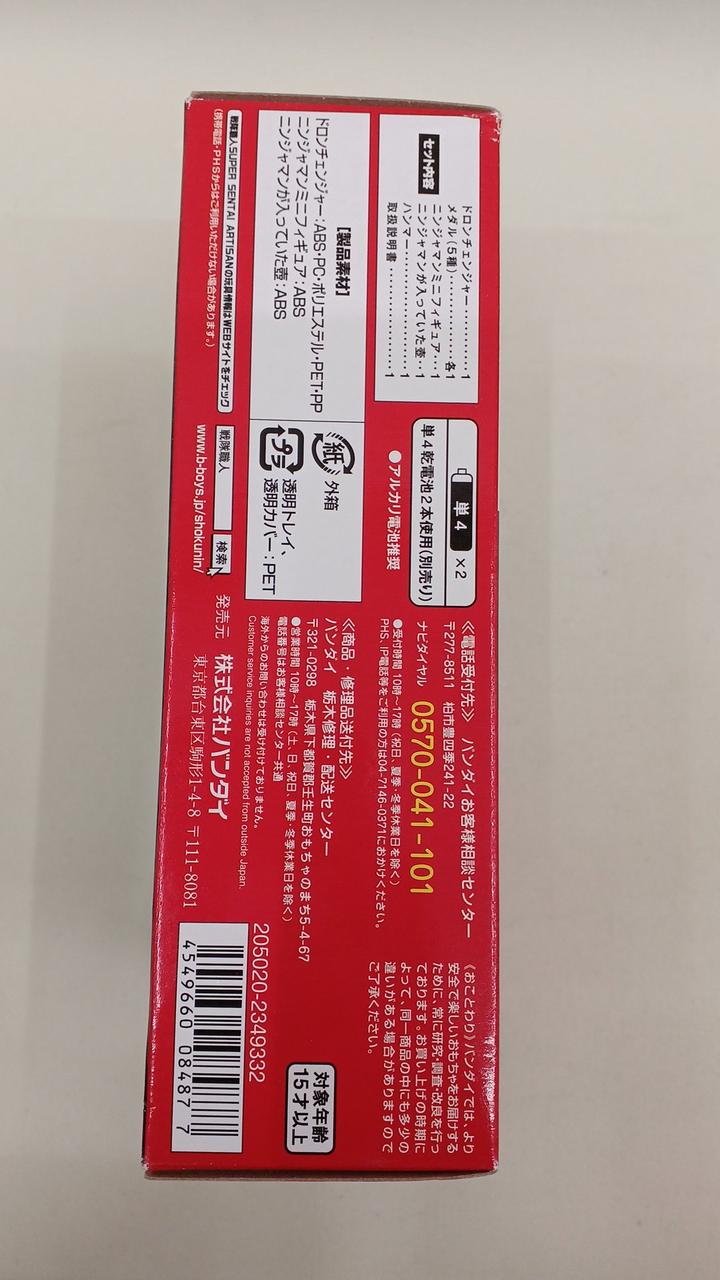 セット内容
ドロンチェンジャー…………1
メダル(5種)……………各1
ニンジャマンミニフィギュア…1
ニンジャマンが入っていた壺‥1
ハンマー……………………1
取扱説明書…………………1
単4 ×2
単4乾電池2本使用(別売り)
●アルカリ電池推奨
[製品素材]
ドロンチェンジャー:ABS・PC・ポリエステル・PET・PP
ニンジャマンミニフィギュア:ABS
ニンジャマンが入っていた壺:ABS
紙 外箱
プラ 透明トレイ、
透明カバー:PET
戦隊職人SUPER SENTAI ARTISANの玩具情報はWEBサイトをチェック
(携帯電話・PHSからはご利用いただけない場合があります。)
戦隊職人 検索
www.b-boys.jp/shokunin/
《電話受付先》 バンダイお客様相談センター
〒277-8511 柏市豊四季241-22
ナビダイヤル 0570-041-101
●受付時間 10時〜17時(祝日、夏季・冬季休業日を除く)
PHS、IP電話等をご利用の方は04-7146-0371におかけください。
《商品・修理品送付先》
バンダイ 栃木修理・配送センター
〒321-0298 栃木県下都賀郡壬生町おもちゃのまち5-4-67
●営業時間 10時〜17時(土、日、祝日、夏季・冬季休業日を除く)
電話番号はお客様相談センター共通
海外からのお問い合わせは受け付けておりません。
Customer service inquiries are not accepted from outside Japan.
発売元 株式会社バンダイ
東京都台東区駒形1-4-8 〒111-8081
《おことわり》バンダイでは、より
安全で楽しいおもちゃをお届けする
ために、常に研究・調査・改良を行っ
ております。お買い上げの時期に
よって、同一商品の中にも多少の
違いがある場合がありますので
ご了承ください。
対象年齢
15才以上
205020-2349332
4549660 08487 7